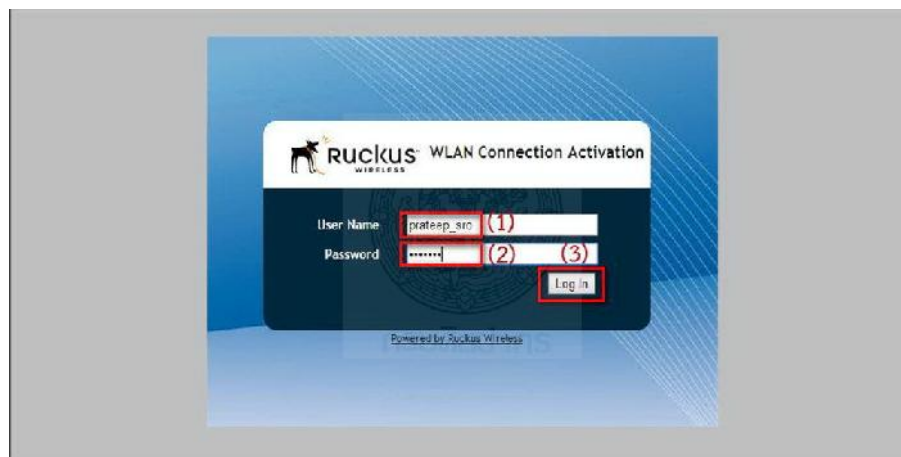 Ruckus WLAN Connection Activation
WIRELESS
User Name prateep_sro (1)
Password ••••••• (2) (3)
Log In
Powered by Ruckus Wireless